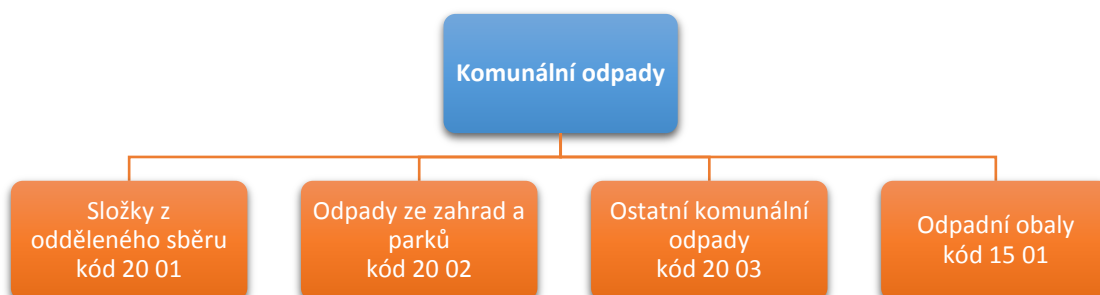 Komunální odpady
Složky z
odděleného sběru
kód 20 01
Odpady ze zahrad a
parků
kód 20 02
Ostatní komunální
odpady
kód 20 03
Odpadní obaly
kód 15 01